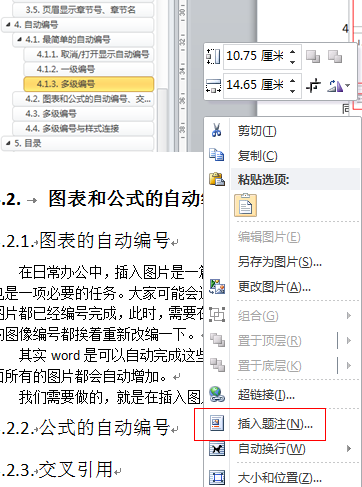 3.5. 页眉显示章节号、章节名
4. 自动编号
4.1. 最简单的自动编号
4.1.1. 取消/打开显示自动编号
4.1.2. 一级编号
4.1.3. 多级编号
4.2. 图表和公式的自动编号、交...
4.3. 多级编号
4.4. 多级编号与样式连接
5. 目录
4
10.75 厘米
14.65 厘米
同
剪切(T)
复制(C)
粘贴选项:
编辑图片(E)
另存为图片(S)...
更改图片(A)...
组合(G)
置于顶层(R)
置于底层(K)
超链接(I)...
插入题注(N)...
自动换行(W)
大小和位置(Z)...
.2. → 图表和公式的自动
.2.1.图表的自动编号
在日常办公中，插入图片是一篇
也是一项必要的任务。大家可能会
图片都已经编号完成，此时，需要在
的图像编号都挨着重新改编一下。
其实 word 是可以自动完成这些
面所有的图片都会自动增加。
我们需要做的，就是在插入图
.2.2.公式的自动编号
.2.3.交叉引用